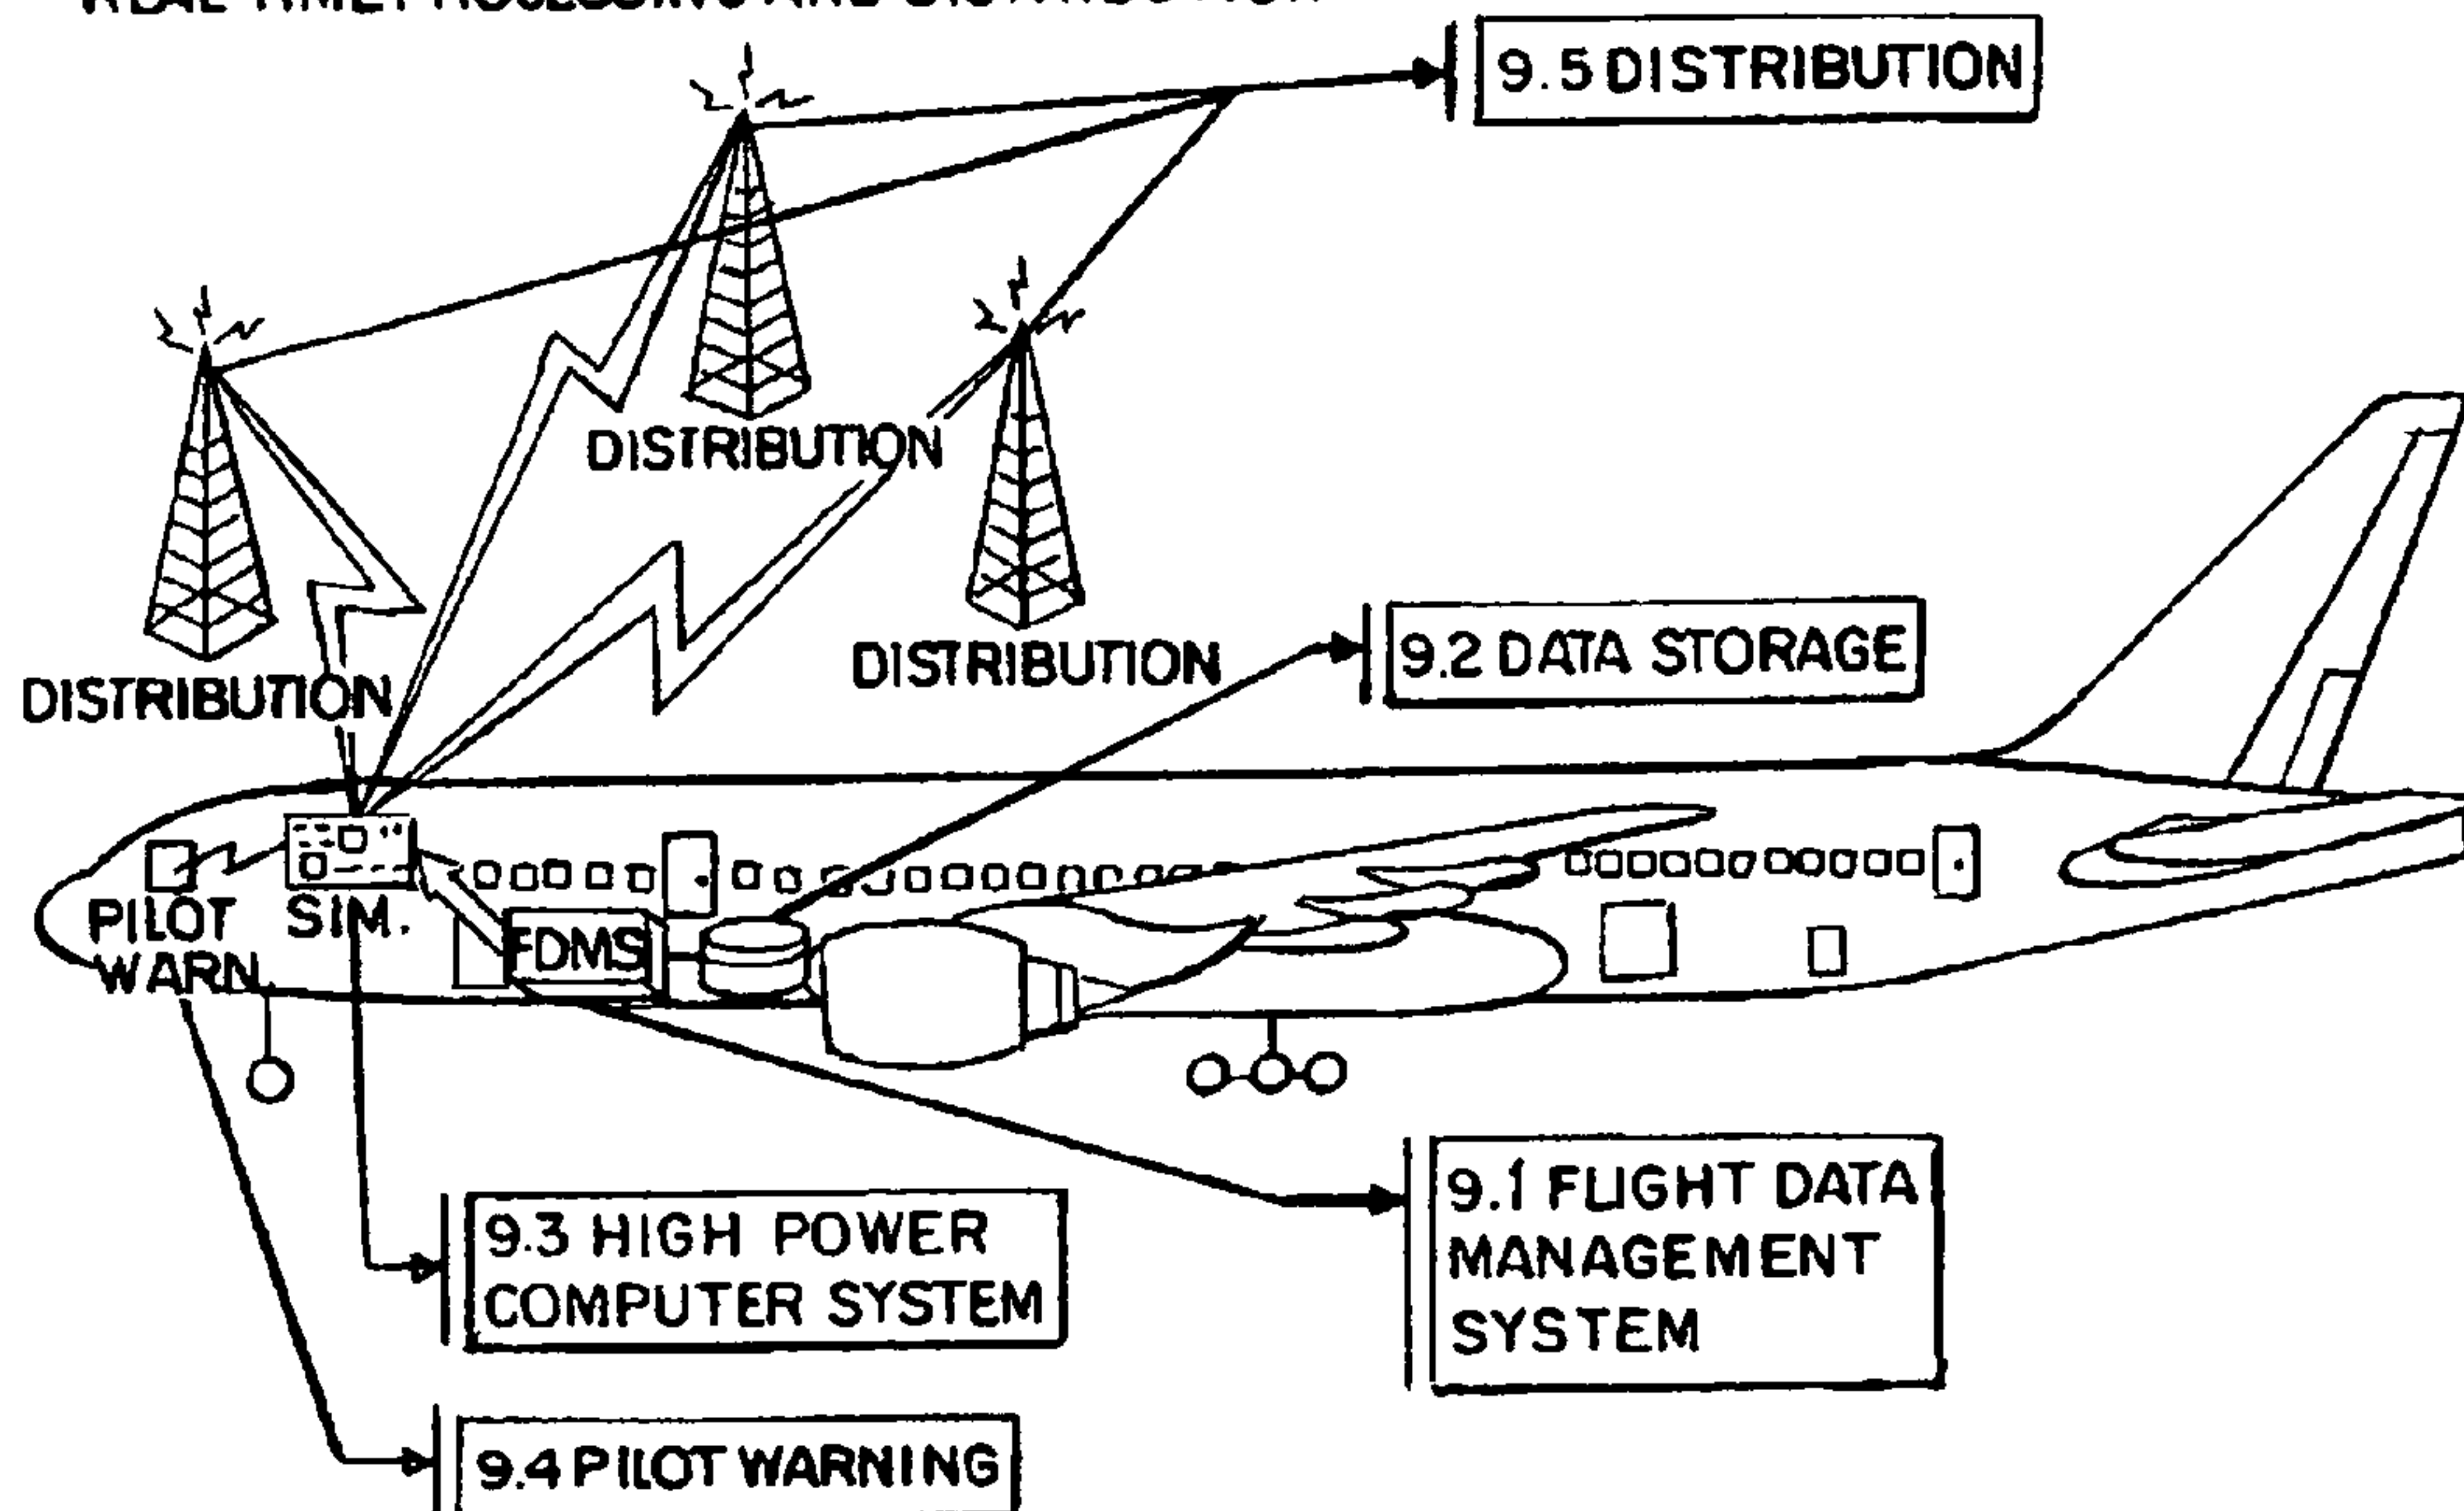 9.5 DISTRIBUTION
DISTRIBUTION
DISTRIBUTION
9.2 DATA STORAGE
DISTRIBUTION
PILOT
WARN
SIM.
FDMS
9.1 FLIGHT DATA
MANAGEMENT
SYSTEM
9.3 HIGH POWER
COMPUTER SYSTEM
9.4 PILOT WARNING